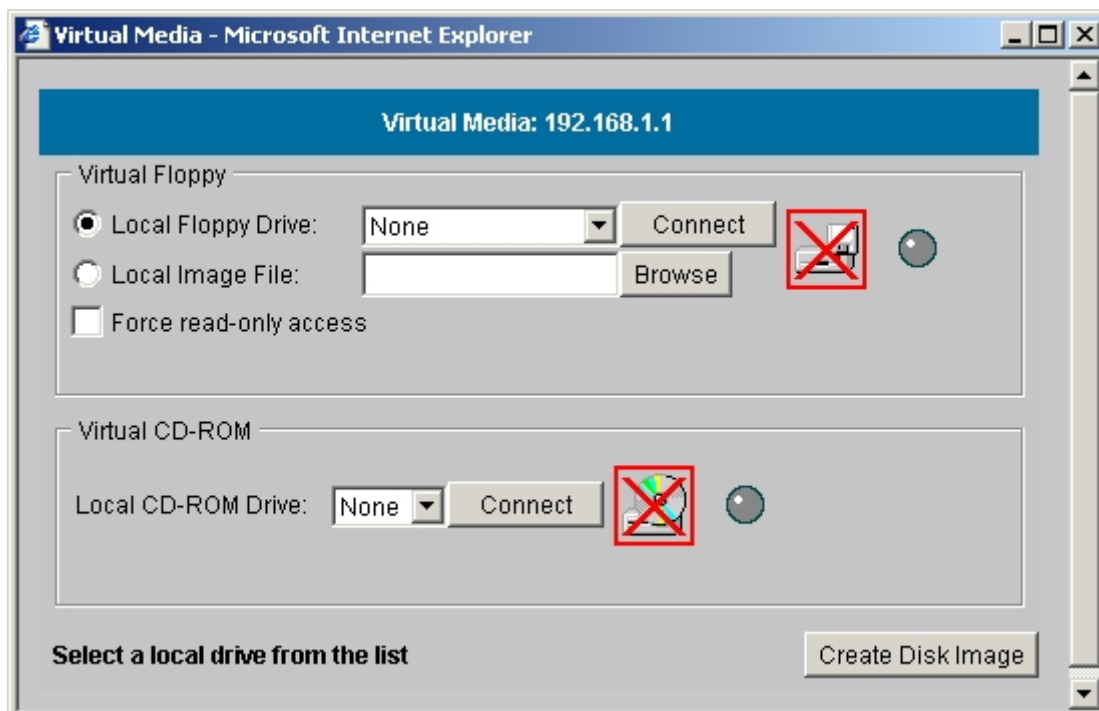 Virtual Media - Microsoft Internet Explorer
Virtual Media: 192.168.1.1
Virtual Floppy
Local Floppy Drive: None Connect
Local Image File: Browse
Force read-only access
Virtual CD-ROM
Local CD-ROM Drive: None Connect
Select a local drive from the list Create Disk Image